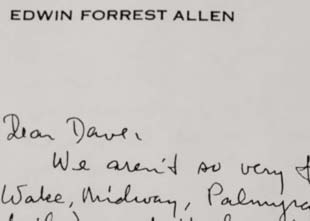 EDWIN FORREST ALLEN
Dear Dave,
We aren't so very
Wake, Midway, Palmyra